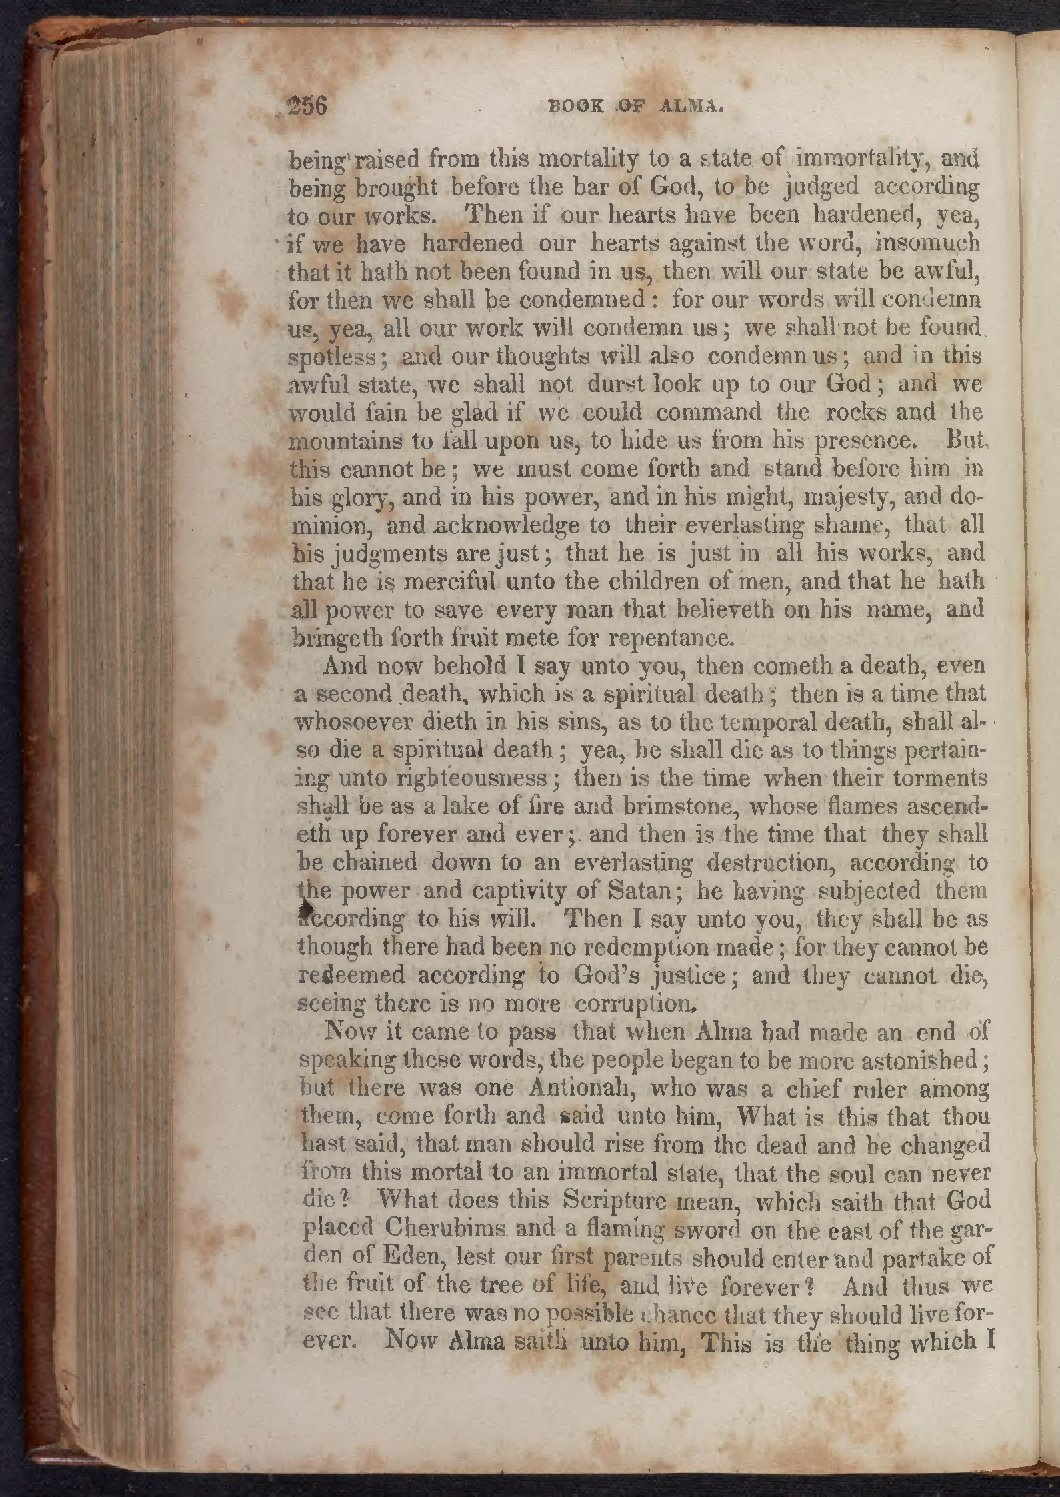 256 BOOK OF ALMA.
being raised from this mortality to a state of immortality, and
being brought before the bar of God, to be judged according
to our works. Then if our hearts have been hardened, yea,
if we have hardened our hearts against the word, insomuch
that it hath not been found in us, then will our state be awful,
for then we shall be condemned: for our words will condemn
us, yea, all our work will condemn us; we shall not be found
spotless; and our thoughts will also condemn us; and in this
awful state, we shall not durst look up to our God; and we
would fain be glad if we could command the rocks and the
mountains to fall upon us, to hide us from his presence. But
this cannot be; we must come forth and stand before him in
his glory, and in his power, and in his might, majesty, and do-
minion, and acknowledge to their everlasting shame, that all
his judgments are just; that he is just in all his works, and
that he is merciful unto the children of men, and that he hath
all power to save every man that believeth on his name, and
bringeth forth fruit mete for repentance.
And now behold I say unto you, then cometh a death, even
a second death, which is a spiritual death; then is a time that
whosoever dieth in his sins, as to the temporal death, shall al-
so die a spiritual death; yea, he shall die as to things pertain-
ing unto righteousness; then is the time when their torments
shall be as a lake of fire and brimstone, whose flames ascend-
eth up forever and ever; and then is the time that they shall
be chained down to an everlasting destruction, according to
the power and captivity of Satan; he having subjected them
according to his will. Then I say unto you, they shall be as
though there had been no redemption made; for they cannot be
redeemed according to God's justice; and they cannot die,
seeing there is no more corruption.
Now it came to pass that when Alma had made an end of
speaking these words, the people began to be more astonished;
but there was one Antionah, who was a chief ruler among
them, come forth and said unto him, What is this that thou
hast said, that man should rise from the dead and be changed
from this mortal to an immortal state, that the soul can never
die? What does this Scripture mean, which saith that God
placed Cherubims and a flaming sword on the east of the gar-
den of Eden, lest our first parents should enter and partake of
the fruit of the tree of life, and live forever? And thus we
see that there was no possible chance that they should live for-
ever. Now Alma saith unto him, This is the thing which I